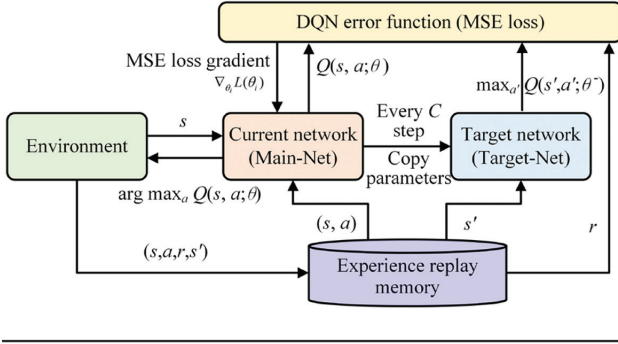 DQN error function (MSE loss)
MSE loss gradient
∇θᵢ L(θᵢ)
Q(s, a;θ)
maxₐ′ Q(s′,a′;θ⁻)
Every C
step
Copy
parameters
s
Environment
Current network
(Main-Net)
Target network
(Target-Net)
arg maxₐ Q(s, a;θ)
(s, a)
s′
r
(s,a,r,s′)
Experience replay
memory